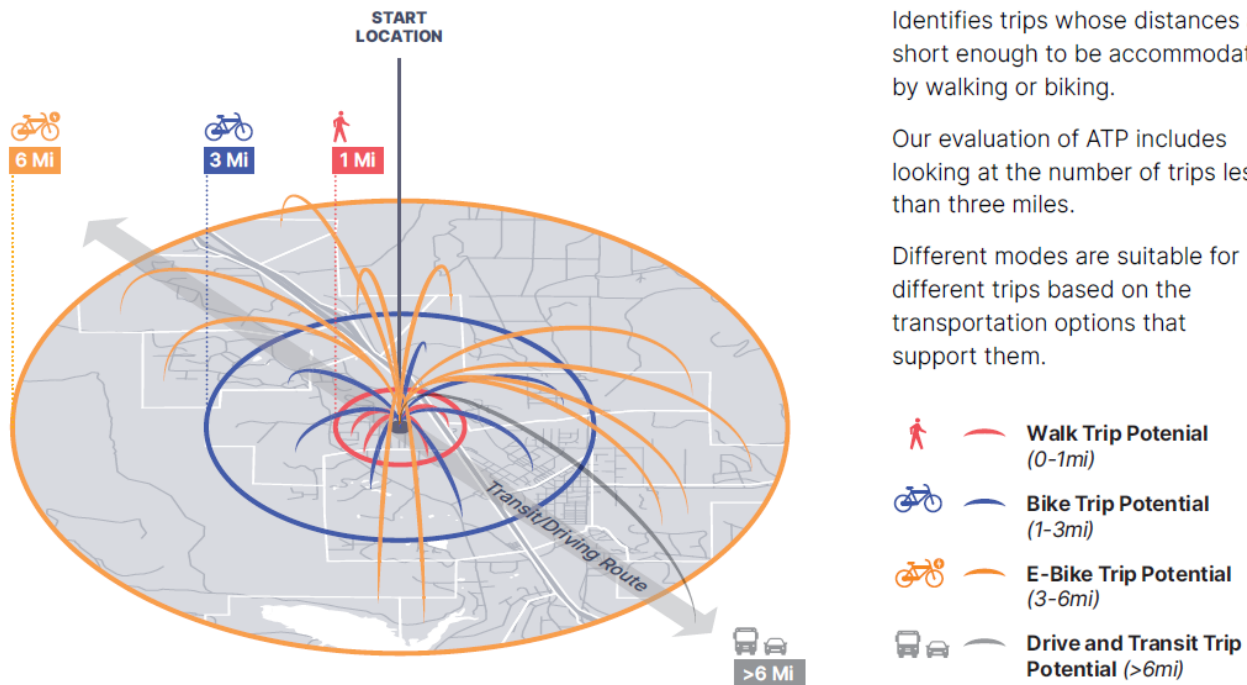 START
LOCATION
6 Mi
3 Mi
1 Mi
Transit/Driving Route
>6 Mi
Identifies trips whose distances
short enough to be accommodat
by walking or biking.
Our evaluation of ATP includes
looking at the number of trips les
than three miles.
Different modes are suitable for
different trips based on the
transportation options that
support them.
Walk Trip Potenial
(0-1mi)
Bike Trip Potential
(1-3mi)
E-Bike Trip Potential
(3-6mi)
Drive and Transit Trip
Potential (>6mi)